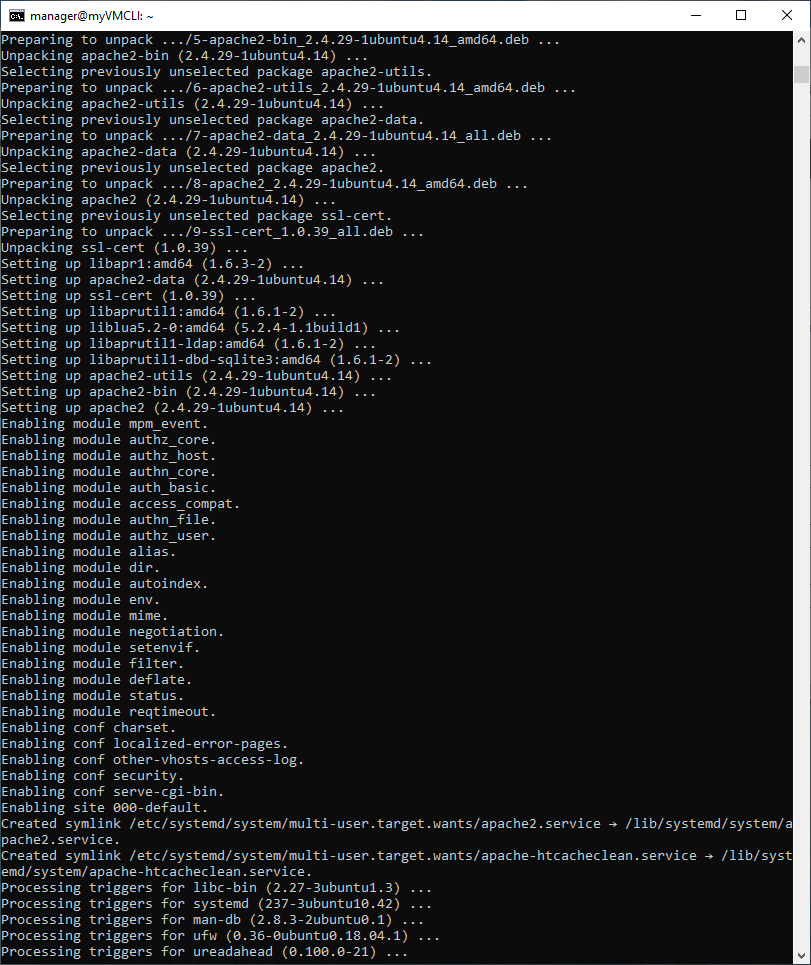 manager@myVMCLI: ~
Preparing to unpack .../5-apache2-bin_2.4.29-1ubuntu4.14_amd64.deb ...
Unpacking apache2-bin (2.4.29-1ubuntu4.14) ...
Selecting previously unselected package apache2-utils.
Preparing to unpack .../6-apache2-utils_2.4.29-1ubuntu4.14_amd64.deb ...
Unpacking apache2-utils (2.4.29-1ubuntu4.14) ...
Selecting previously unselected package apache2-data.
Preparing to unpack .../7-apache2-data_2.4.29-1ubuntu4.14_all.deb ...
Unpacking apache2-data (2.4.29-1ubuntu4.14) ...
Selecting previously unselected package apache2.
Preparing to unpack .../8-apache2_2.4.29-1ubuntu4.14_amd64.deb ...
Unpacking apache2 (2.4.29-1ubuntu4.14) ...
Selecting previously unselected package ssl-cert.
Preparing to unpack .../9-ssl-cert_1.0.39_all.deb ...
Unpacking ssl-cert (1.0.39) ...
Setting up libapr1:amd64 (1.6.3-2) ...
Setting up apache2-data (2.4.29-1ubuntu4.14) ...
Setting up ssl-cert (1.0.39) ...
Setting up libaprutil1:amd64 (1.6.1-2) ...
Setting up liblua5.2-0:amd64 (5.2.4-1.1build1) ...
Setting up libaprutil1-ldap:amd64 (1.6.1-2) ...
Setting up libaprutil1-dbd-sqlite3:amd64 (1.6.1-2) ...
Setting up apache2-utils (2.4.29-1ubuntu4.14) ...
Setting up apache2-bin (2.4.29-1ubuntu4.14) ...
Setting up apache2 (2.4.29-1ubuntu4.14) ...
Enabling module mpm_event.
Enabling module authz_core.
Enabling module authz_host.
Enabling module authn_core.
Enabling module auth_basic.
Enabling module access_compat.
Enabling module authn_file.
Enabling module authz_user.
Enabling module alias.
Enabling module dir.
Enabling module autoindex.
Enabling module env.
Enabling module mime.
Enabling module negotiation.
Enabling module setenvif.
Enabling module filter.
Enabling module deflate.
Enabling module status.
Enabling module reqtimeout.
Enabling conf charset.
Enabling conf localized-error-pages.
Enabling conf other-vhosts-access-log.
Enabling conf security.
Enabling conf serve-cgi-bin.
Enabling site 000-default.
Created symlink /etc/systemd/system/multi-user.target.wants/apache2.service → /lib/systemd/system/a
pache2.service.
Created symlink /etc/systemd/system/multi-user.target.wants/apache-htcacheclean.service → /lib/syst
emd/system/apache-htcacheclean.service.
Processing triggers for libc-bin (2.27-3ubuntu1.3) ...
Processing triggers for systemd (237-3ubuntu10.42) ...
Processing triggers for man-db (2.8.3-2ubuntu0.1) ...
Processing triggers for ufw (0.36-0ubuntu0.18.04.1) ...
Processing triggers for ureadahead (0.100.0-21) ...